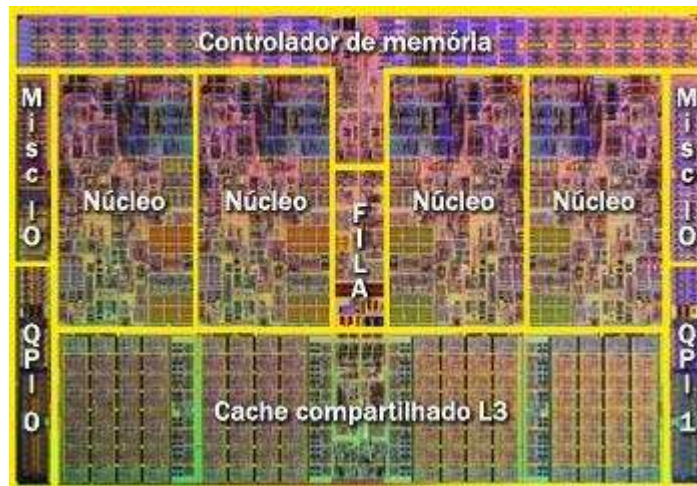 Controlador de memória
Misc IO
Núcleo
Núcleo
FILA
Núcleo
Núcleo
Misc IO
QPI 0
Cache compartilhado L3
QPI 1